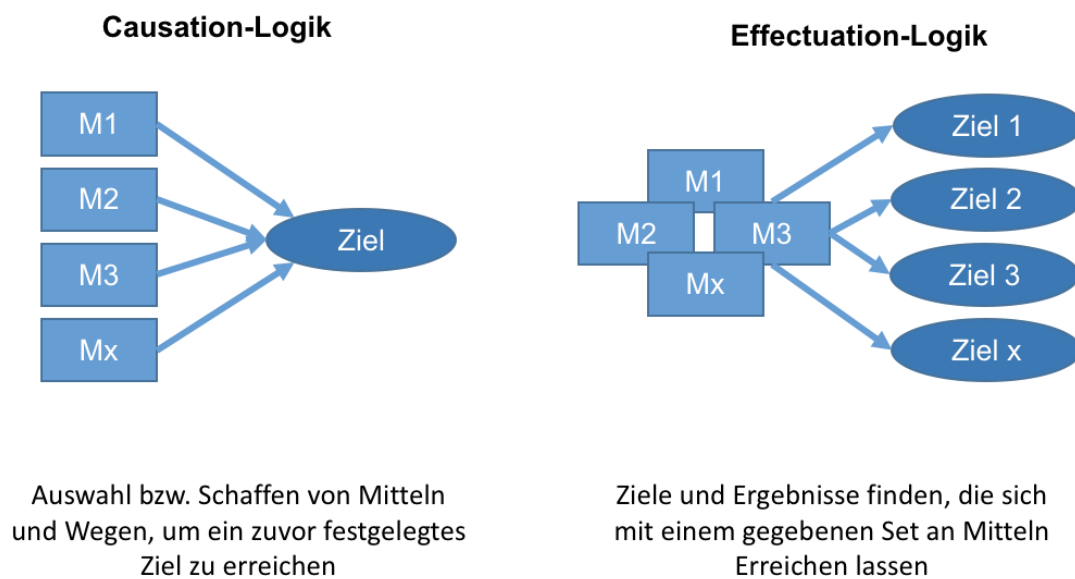 Causation-Logik
M1
M2
M3
Mx
Ziel
Auswahl bzw. Schaffen von Mitteln
und Wegen, um ein zuvor festgelegtes
Ziel zu erreichen
Effectuation-Logik
M1
M2
M3
Mx
Ziel 1
Ziel 2
Ziel 3
Ziel x
Ziele und Ergebnisse finden, die sich
mit einem gegebenen Set an Mitteln
Erreichen lassen